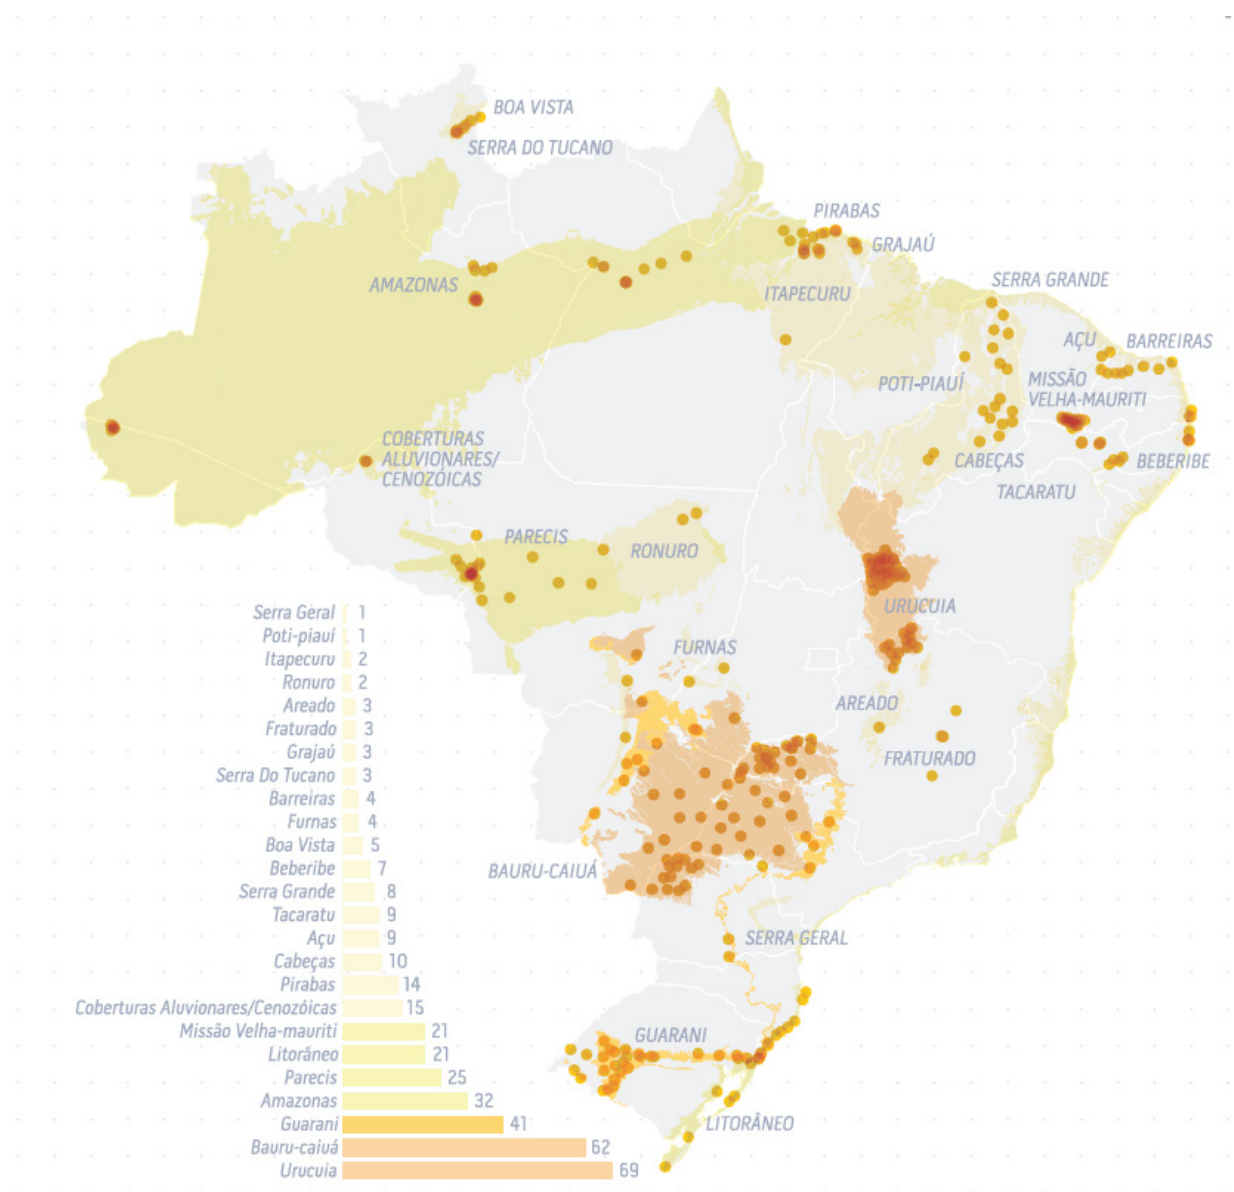 BOA VISTA
SERRA DO TUCANO
PIRABAS
GRAJAÚ
AMAZONAS
ITAPECURU
SERRA GRANDE
AÇU
BARREIRAS
POTI-PIAUÍ
MISSÃO
VELHA-MAURITI
COBERTURAS
ALUVIONARES/
CENOZÓICAS
CABEÇAS
BEBERIBE
TACARATU
PARECIS
RONURO
URUCUIA
FURNAS
AREADO
FRATURADO
BAURU-CAIUÁ
SERRA GERAL
GUARANI
LITORÂNEO
Serra Geral 1
Poti-piauí 1
Itapecuru 2
Ronuro 2
Areado 3
Fraturado 3
Grajaú 3
Serra Do Tucano 3
Barreiras 4
Furnas 4
Boa Vista 5
Beberibe 7
Serra Grande 8
Tacaratu 9
Açu 9
Cabeças 10
Pirabas 14
Coberturas Aluvionares/Cenozóicas 15
Missão Velha-mauriti 21
Litorâneo 21
Parecis 25
Amazonas 32
Guarani 41
Bauru-caiuá 62
Urucuia 69